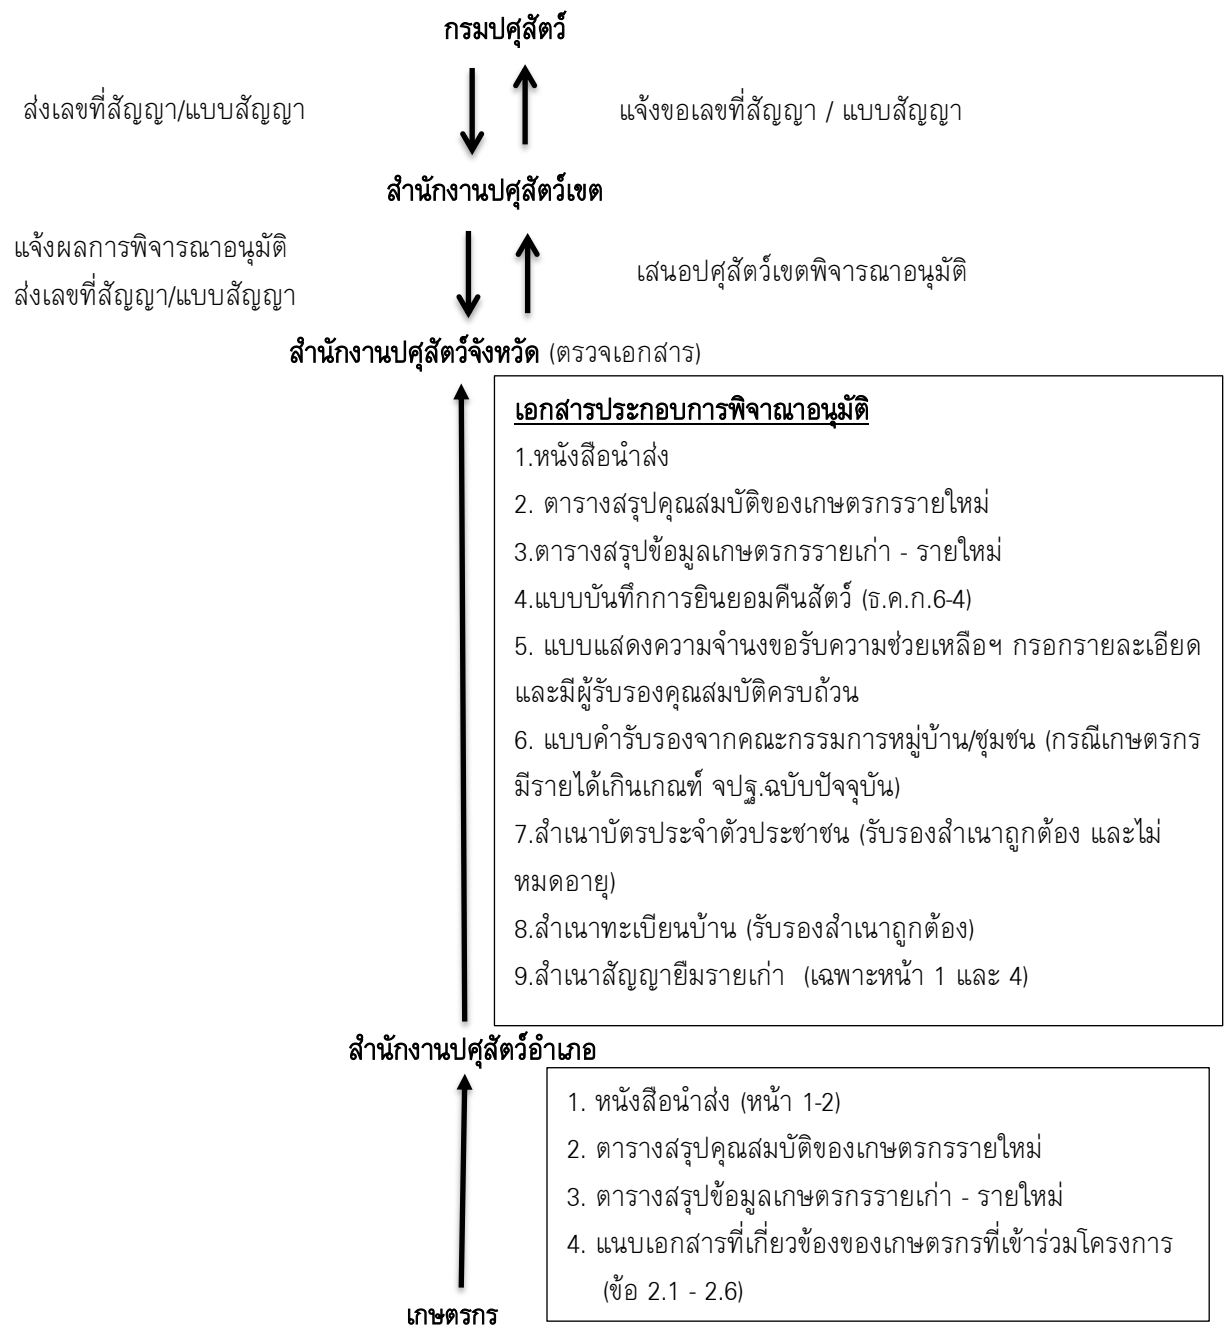 กรมปศุสัตว์
ส่งเลขที่สัญญา/แบบสัญญา
แจ้งขอเลขที่สัญญา / แบบสัญญา
สำนักงานปศุสัตว์เขต
แจ้งผลการพิจารณาอนุมัติ
ส่งเลขที่สัญญา/แบบสัญญา
เสนอปศุสัตว์เขตพิจารณาอนุมัติ
สำนักงานปศุสัตว์จังหวัด (ตรวจเอกสาร)
เอกสารประกอบการพิจาณาอนุมัติ
1.หนังสือนำส่ง
2. ตารางสรุปคุณสมบัติของเกษตรกรรายใหม่
3.ตารางสรุปข้อมูลเกษตรกรรายเก่า - รายใหม่
4.แบบบันทึกการยินยอมคืนสัตว์ (ธ.ค.ก.6-4)
5. แบบแสดงความจำนงขอรับความช่วยเหลือฯ กรอกรายละเอียด
และมีผู้รับรองคุณสมบัติครบถ้วน
6. แบบคำรับรองจากคณะกรรมการหมู่บ้าน/ชุมชน (กรณีเกษตรกร
มีรายได้เกินเกณฑ์ จปฐ.ฉบับปัจจุบัน)
7.สำเนาบัตรประจำตัวประชาชน (รับรองสำเนาถูกต้อง และไม่
หมดอายุ)
8.สำเนาทะเบียนบ้าน (รับรองสำเนาถูกต้อง)
9.สำเนาสัญญายืมรายเก่า (เฉพาะหน้า 1 และ 4)
สำนักงานปศุสัตว์อำเภอ
1. หนังสือนำส่ง (หน้า 1-2)
2. ตารางสรุปคุณสมบัติของเกษตรกรรายใหม่
3. ตารางสรุปข้อมูลเกษตรกรรายเก่า - รายใหม่
4. แนบเอกสารที่เกี่ยวข้องของเกษตรกรที่เข้าร่วมโครงการ
(ข้อ 2.1 - 2.6)
เกษตรกร